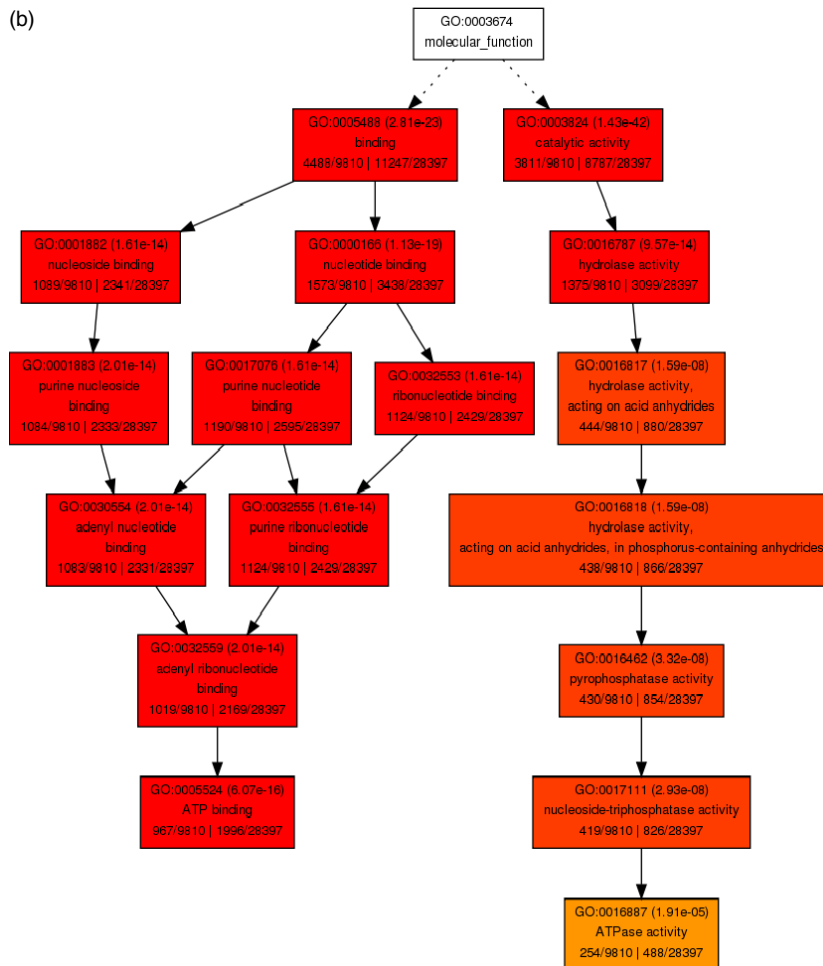 (b)
GO:0003674
molecular_function
GO:0005488 (2.81e-23)
binding
4488/9810 | 11247/28397
GO:0003824 (1.43e-42)
catalytic activity
3811/9810 | 8787/28397
GO:0001882 (1.61e-14)
nucleoside binding
1089/9810 | 2341/28397
GO:0000166 (1.13e-19)
nucleotide binding
1573/9810 | 3438/28397
GO:0016787 (9.57e-14)
hydrolase activity
1375/9810 | 3099/28397
GO:0001883 (2.01e-14)
purine nucleoside
binding
1084/9810 | 2333/28397
GO:0017076 (1.61e-14)
purine nucleotide
binding
1190/9810 | 2595/28397
GO:0032553 (1.61e-14)
ribonucleotide binding
1124/9810 | 2429/28397
GO:0016817 (1.59e-08)
hydrolase activity,
acting on acid anhydrides
444/9810 | 880/28397
GO:0030554 (2.01e-14)
adenyl nucleotide
binding
1083/9810 | 2331/28397
GO:0032555 (1.61e-14)
purine ribonucleotide
binding
1124/9810 | 2429/28397
GO:0016818 (1.59e-08)
hydrolase activity,
acting on acid anhydrides, in phosphorus-containing anhydrides
438/9810 | 866/28397
GO:0032559 (2.01e-14)
adenyl ribonucleotide
binding
1019/9810 | 2169/28397
GO:0016462 (3.32e-08)
pyrophosphatase activity
430/9810 | 854/28397
GO:0005524 (6.07e-16)
ATP binding
967/9810 | 1996/28397
GO:0017111 (2.93e-08)
nucleoside-triphosphatase activity
419/9810 | 826/28397
GO:0016887 (1.91e-05)
ATPase activity
254/9810 | 488/28397